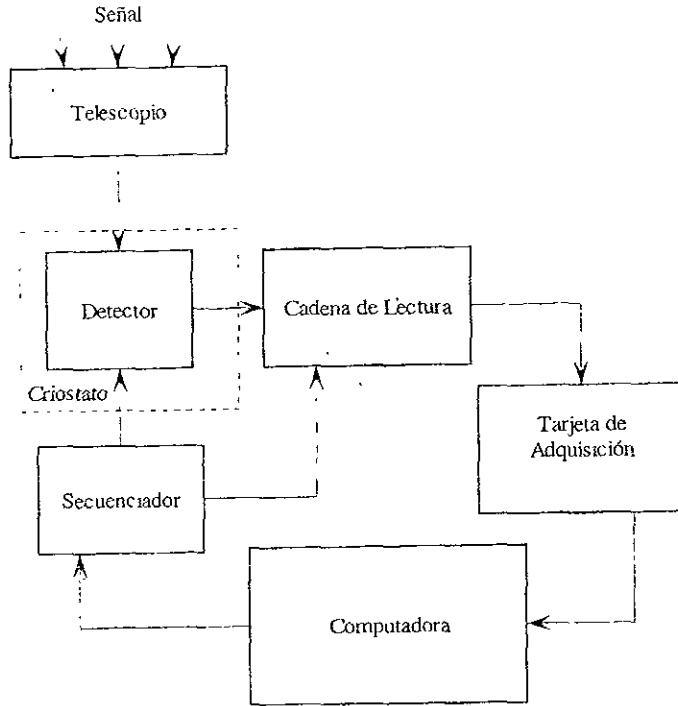 Señal
Telescopio
Detector
Cadena de Lectura
Criostato
Tarjeta de
Adquisición
Secuenciador
Computadora